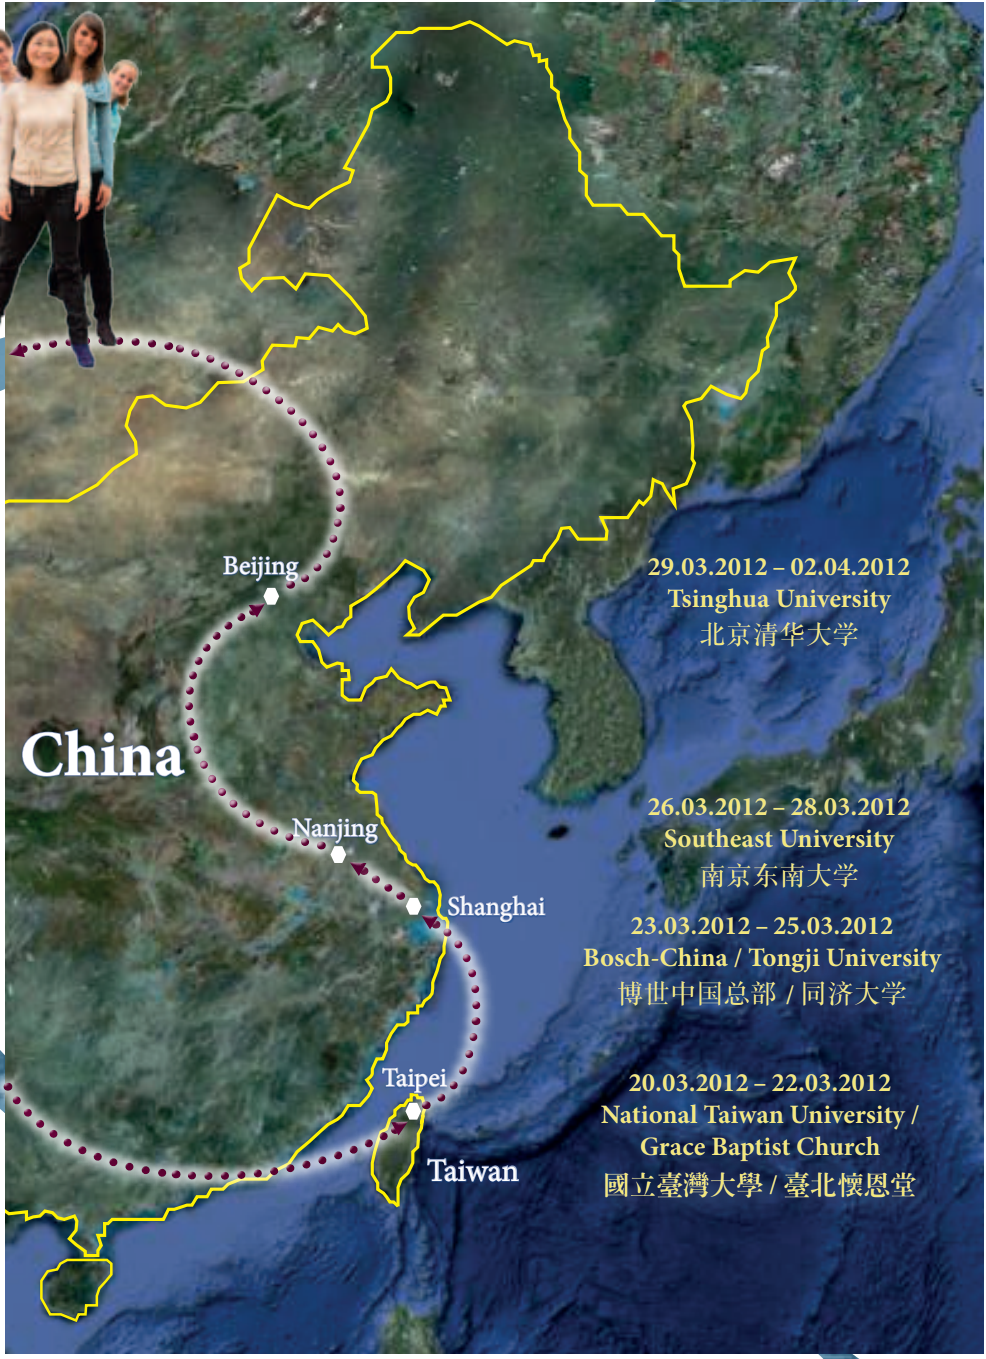 Beijing
29.03.2012 – 02.04.2012
Tsinghua University
北京清华大学
China
Nanjing
26.03.2012 – 28.03.2012
Southeast University
南京东南大学
Shanghai
23.03.2012 – 25.03.2012
Bosch-China / Tongji University
博世中国总部 / 同济大学
Taipei
20.03.2012 – 22.03.2012
National Taiwan University /
Grace Baptist Church
國立臺灣大學 / 臺北懷恩堂
Taiwan